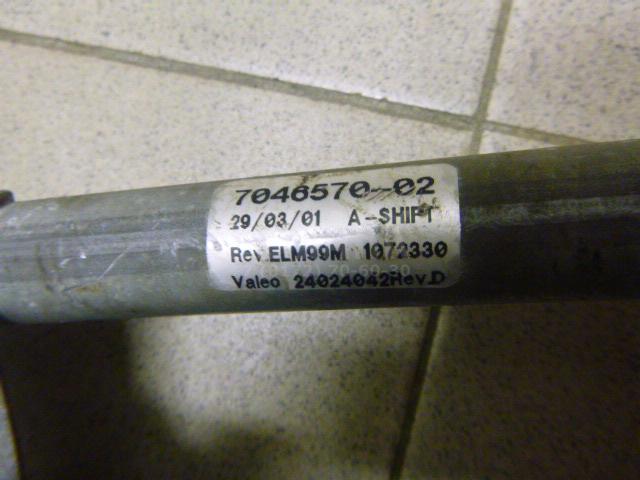 7046570-02
29/03/01 A-SHIFT
Rev.ELM99M 1072330
Valeo 24024042Rev.D